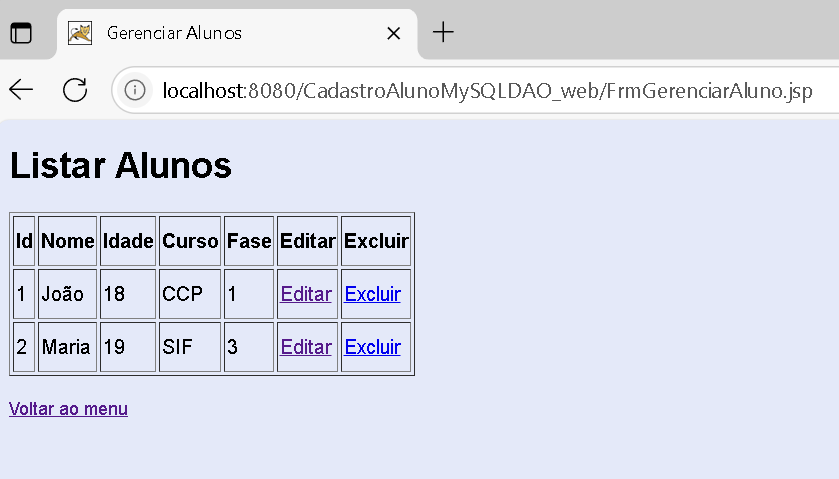 Gerenciar Alunos
localhost:8080/CadastroAlunoMySQLDAO_web/FrmGerenciarAluno.jsp
Listar Alunos
Id Nome Idade Curso Fase Editar Excluir
1 João 18 CCP 1 Editar Excluir
2 Maria 19 SIF 3 Editar Excluir
Voltar ao menu